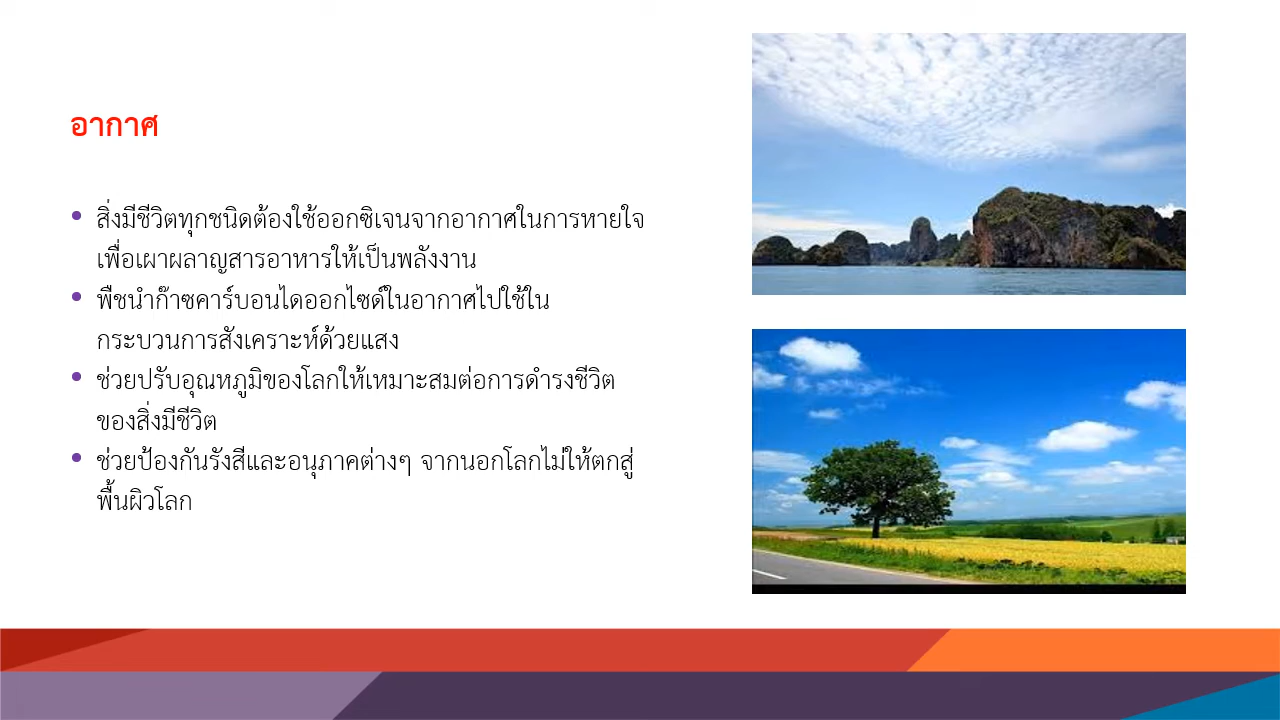 อากาศ
• สิ่งมีชีวิตทุกชนิดต้องใช้ออกซิเจนจากอากาศในการหายใจ
เพื่อเผาผลาญสารอาหารให้เป็นพลังงาน
• พืชนำก๊าซคาร์บอนไดออกไซด์ในอากาศไปใช้ใน
กระบวนการสังเคราะห์ด้วยแสง
• ช่วยปรับอุณหภูมิของโลกให้เหมาะสมต่อการดำรงชีวิต
ของสิ่งมีชีวิต
• ช่วยป้องกันรังสีและอนุภาคต่างๆ จากนอกโลกไม่ให้ตกสู่
พื้นผิวโลก